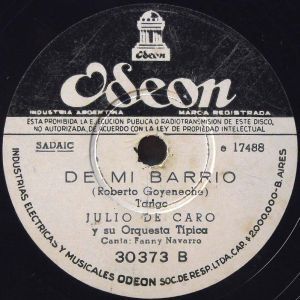 Odeon
Odeon
INDUSTRIA ARGENTINA MARCA REGISTRADA
ESTA PROHIBIDA LA EJECUCION PUBLICA O RADIOTRANSMISION DE ESTE DISCO,
NO AUTORIZADA, DE ACUERDO CON LA LEY DE PROPIEDAD INTELECTUAL
SADAIC e 17488
DE MI BARRIO
(Roberto Goyeneche)
Tango
JULIO DE CARO
y su Orquesta Típica
Canta: Fanny Navarro
30373 B
INDUSTRIAS ELECTRICAS Y MUSICALES ODEON SOC. DE RESP. LTDA. CAP. $2.000.000-B. AIRES